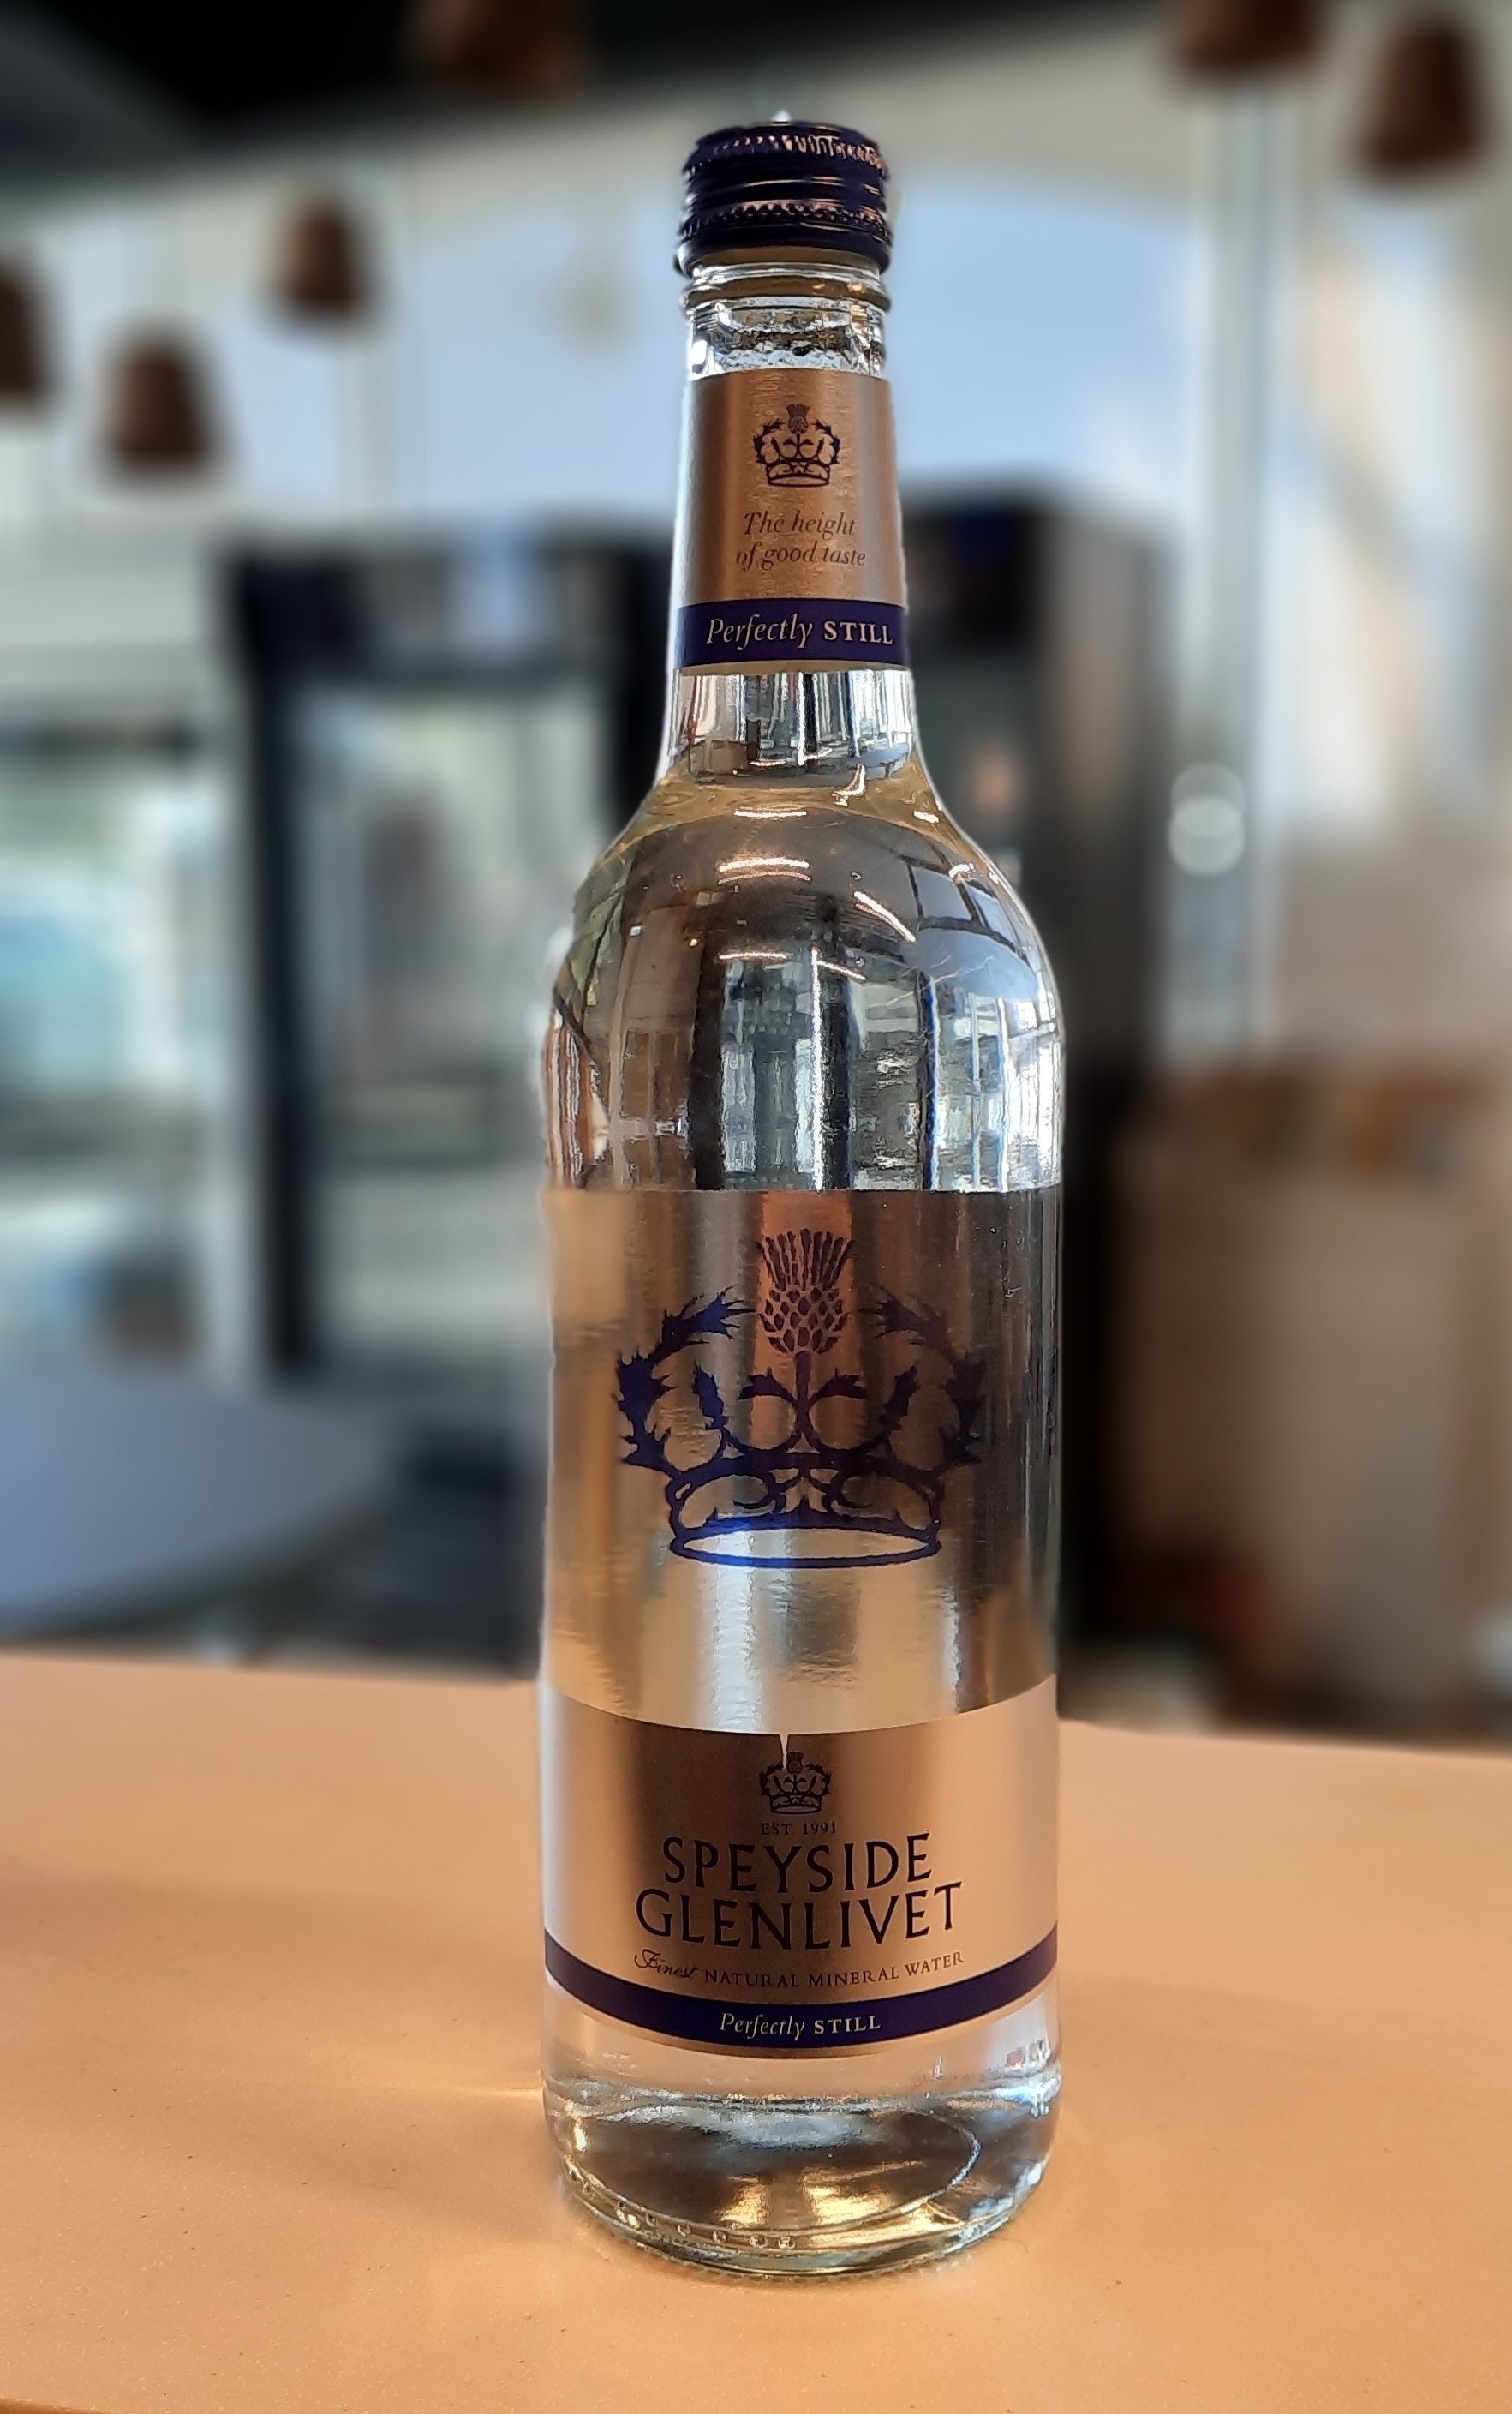 The height
of good taste
Perfectly STILL
EST. 1991
SPEYSIDE
GLENLIVET
Finest NATURAL MINERAL WATER
Perfectly STILL